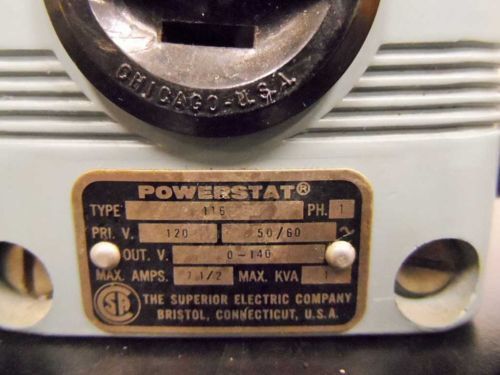 CHICAGO-U.S.A.
POWERSTAT®
TYPE 116 PH. 1
PRI. V. 120 50/60 ~
OUT. V. 0-140
MAX. AMPS. 7 1/2 MAX. KVA 1
THE SUPERIOR ELECTRIC COMPANY
BRISTOL, CONNECTICUT, U.S.A.